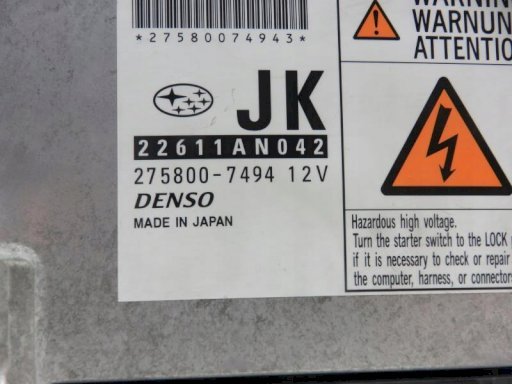 *27580074943*
JK
22611AN042
275800-7494 12V
DENSO
MADE IN JAPAN
WARNUN
ATTENTIO
Hazardous high voltage.
Turn the starter switch to the LOCK
if it is necessary to check or repair
the computer, harness, or connectors